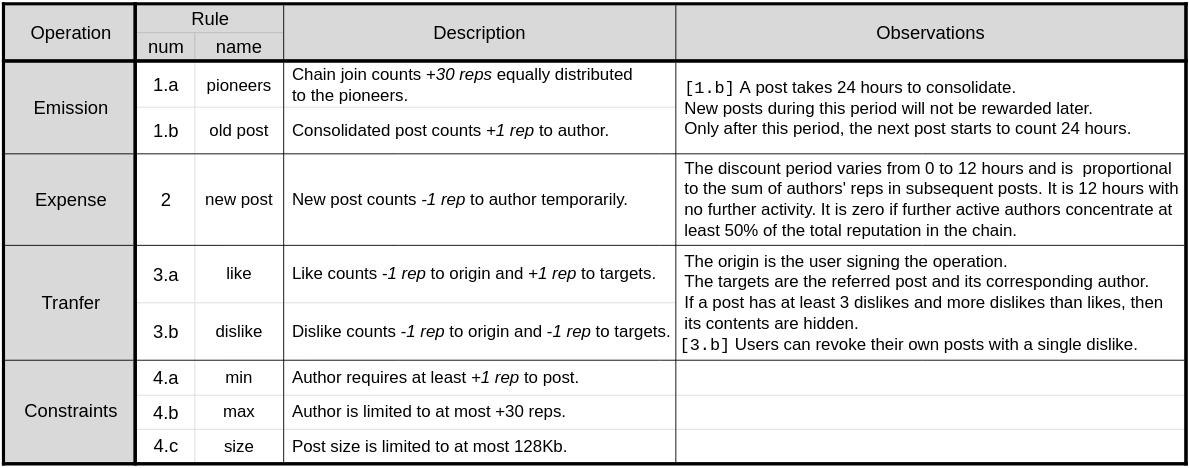 Operation
Rule
num
name
Description
Observations
Emission
1.a
pioneers
Chain join counts +30 reps equally distributed
to the pioneers.
1.b
old post
Consolidated post counts +1 rep to author.
[1.b] A post takes 24 hours to consolidate.
New posts during this period will not be rewarded later.
Only after this period, the next post starts to count 24 hours.
Expense
2
new post
New post counts -1 rep to author temporarily.
The discount period varies from 0 to 12 hours and is  proportional
to the sum of authors' reps in subsequent posts. It is 12 hours with
no further activity. It is zero if further active authors concentrate at
least 50% of the total reputation in the chain.
Tranfer
3.a
like
Like counts -1 rep to origin and +1 rep to targets.
3.b
dislike
Dislike counts -1 rep to origin and -1 rep to targets.
The origin is the user signing the operation.
The targets are the referred post and its corresponding author.
If a post has at least 3 dislikes and more dislikes than likes, then
its contents are hidden.
[3.b] Users can revoke their own posts with a single dislike.
Constraints
4.a
min
Author requires at least +1 rep to post.
4.b
max
Author is limited to at most +30 reps.
4.c
size
Post size is limited to at most 128Kb.